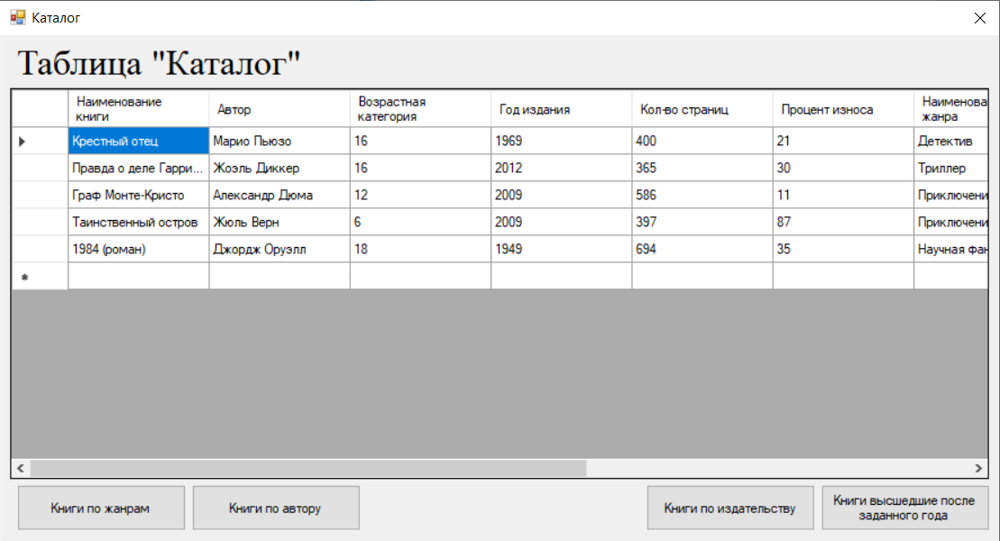 Каталог
Таблица "Каталог"
Наименование книги Автор Возрастная категория Год издания Кол-во страниц Процент износа Наименова жанра
Крестный отец Марио Пьюзо 16 1969 400 21 Детектив
Правда о деле Гарри... Жоэль Диккер 16 2012 365 30 Триллер
Граф Монте-Кристо Александр Дюма 12 2009 586 11 Приключени
Таинственный остров Жюль Верн 6 2009 397 87 Приключени
1984 (роман) Джордж Оруэлл 18 1949 694 35 Научная фан
Книги по жанрам Книги по автору Книги по издательству Книги высшедшие после заданного года